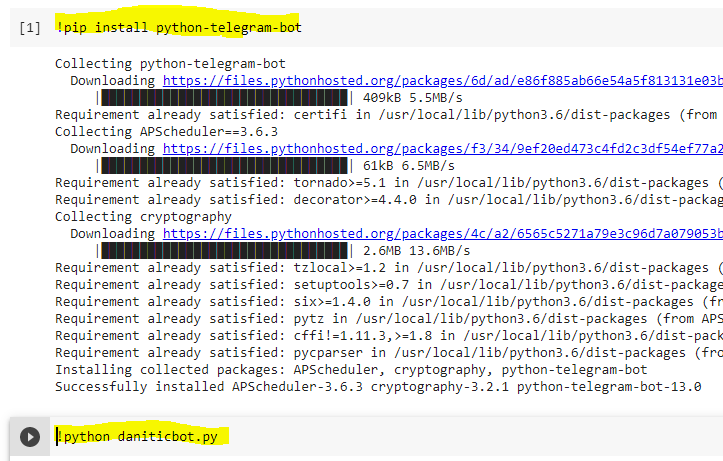 [1] !pip install python-telegram-bot
Collecting python-telegram-bot
Downloading https://files.pythonhosted.org/packages/6d/ad/e86f885ab66e54a5f813131e03b
409kB 5.5MB/s
Requirement already satisfied: certifi in /usr/local/lib/python3.6/dist-packages (from
Collecting APScheduler==3.6.3
Downloading https://files.pythonhosted.org/packages/f3/34/9ef20ed473c4fd2c3df54ef77a2
61kB 6.5MB/s
Requirement already satisfied: tornado>=5.1 in /usr/local/lib/python3.6/dist-packages (
Requirement already satisfied: decorator>=4.4.0 in /usr/local/lib/python3.6/dist-packag
Collecting cryptography
Downloading https://files.pythonhosted.org/packages/4c/a2/6565c5271a79e3c96d7a079053b
2.6MB 13.6MB/s
Requirement already satisfied: tzlocal>=1.2 in /usr/local/lib/python3.6/dist-packages (
Requirement already satisfied: setuptools>=0.7 in /usr/local/lib/python3.6/dist-package
Requirement already satisfied: six>=1.4.0 in /usr/local/lib/python3.6/dist-packages (fr
Requirement already satisfied: pytz in /usr/local/lib/python3.6/dist-packages (from APS
Requirement already satisfied: cffi!=1.11.3,>=1.8 in /usr/local/lib/python3.6/dist-pack
Requirement already satisfied: pycparser in /usr/local/lib/python3.6/dist-packages (fro
Installing collected packages: APScheduler, cryptography, python-telegram-bot
Successfully installed APScheduler-3.6.3 cryptography-3.2.1 python-telegram-bot-13.0
!python daniticbot.py